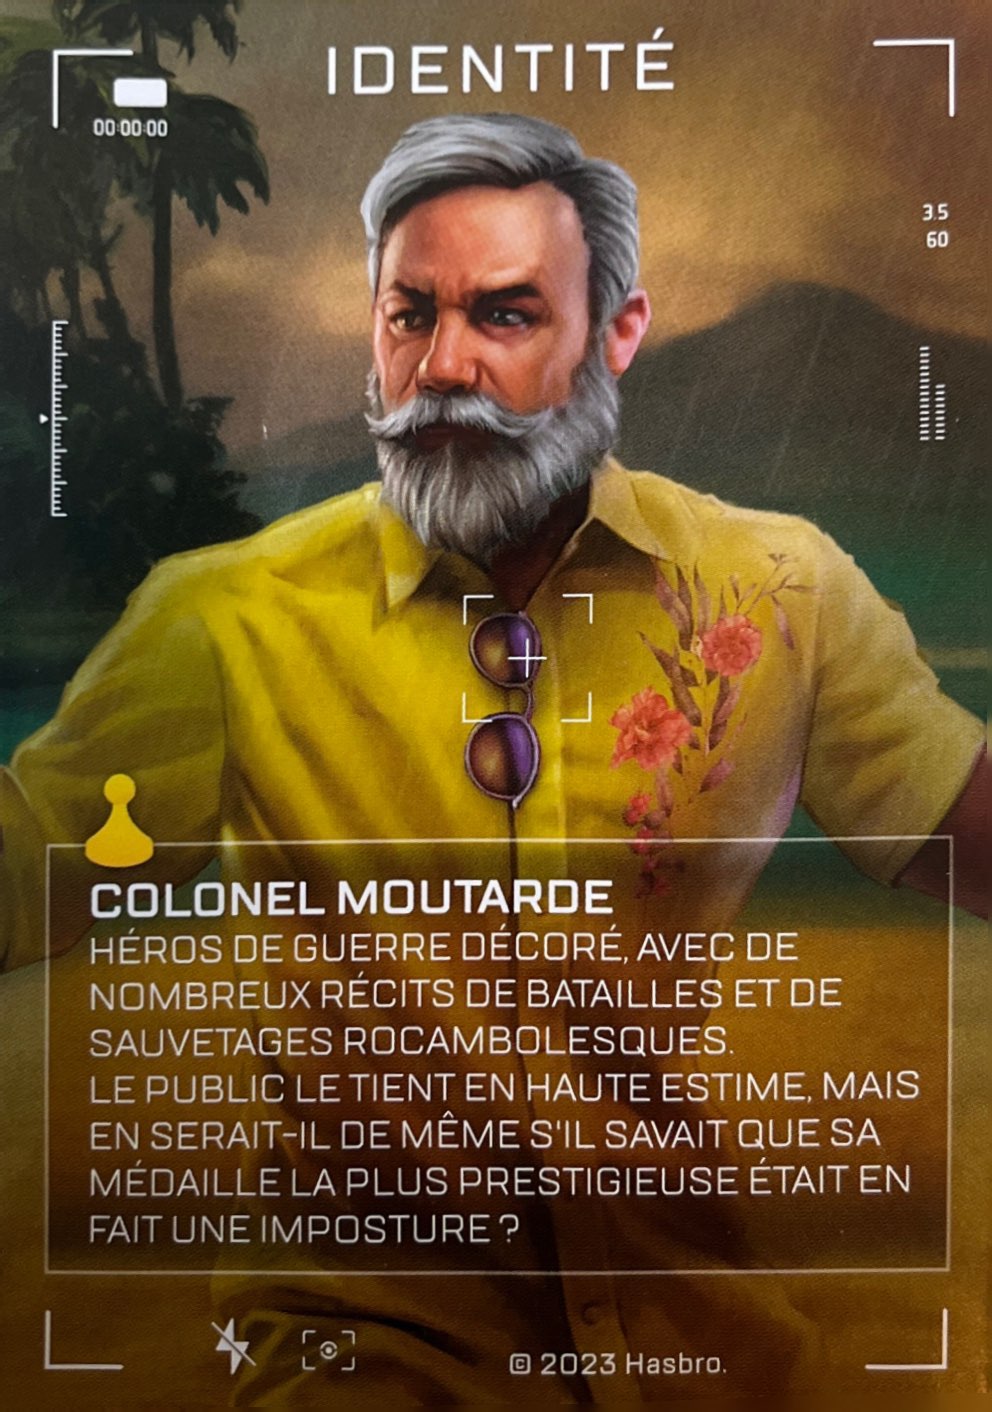 IDENTITÉ
00:00:00
3.5
60
COLONEL MOUTARDE
HÉROS DE GUERRE DÉCORÉ, AVEC DE
NOMBREUX RÉCITS DE BATAILLES ET DE
SAUVETAGES ROCAMBOLESQUES.
LE PUBLIC LE TIENT EN HAUTE ESTIME, MAIS
EN SERAIT-IL DE MÊME S'IL SAVAIT QUE SA
MÉDAILLE LA PLUS PRESTIGIEUSE ÉTAIT EN
FAIT UNE IMPOSTURE ?
© 2023 Hasbro.